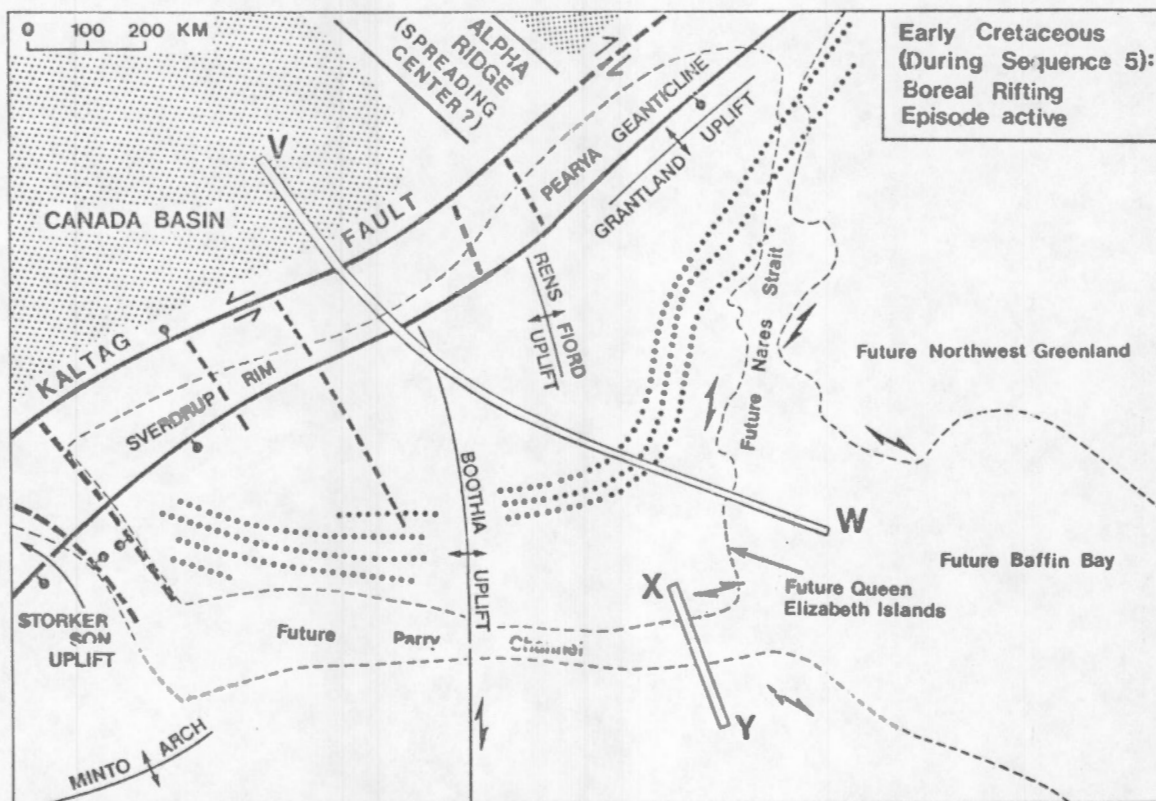 0 100 200 KM
ALPHA
RIDGE
(SPREADING
CENTER?)
Early Cretaceous
(During Sequence 5):
Boreal Rifting
Episode active
V
CANADA BASIN
KALTAG FAULT
PEARYA GEANTICLINE
GRANTLAND UPLIFT
SVERDRUP RIM
RENS FIORD
UPLIFT
Future Nares Strait
Future Northwest Greenland
BOOTHIA UPLIFT
W
Future Baffin Bay
X
Future Queen
Elizabeth Islands
STORKER
SON
UPLIFT
Future Parry Channel
Y
MINTO ARCH